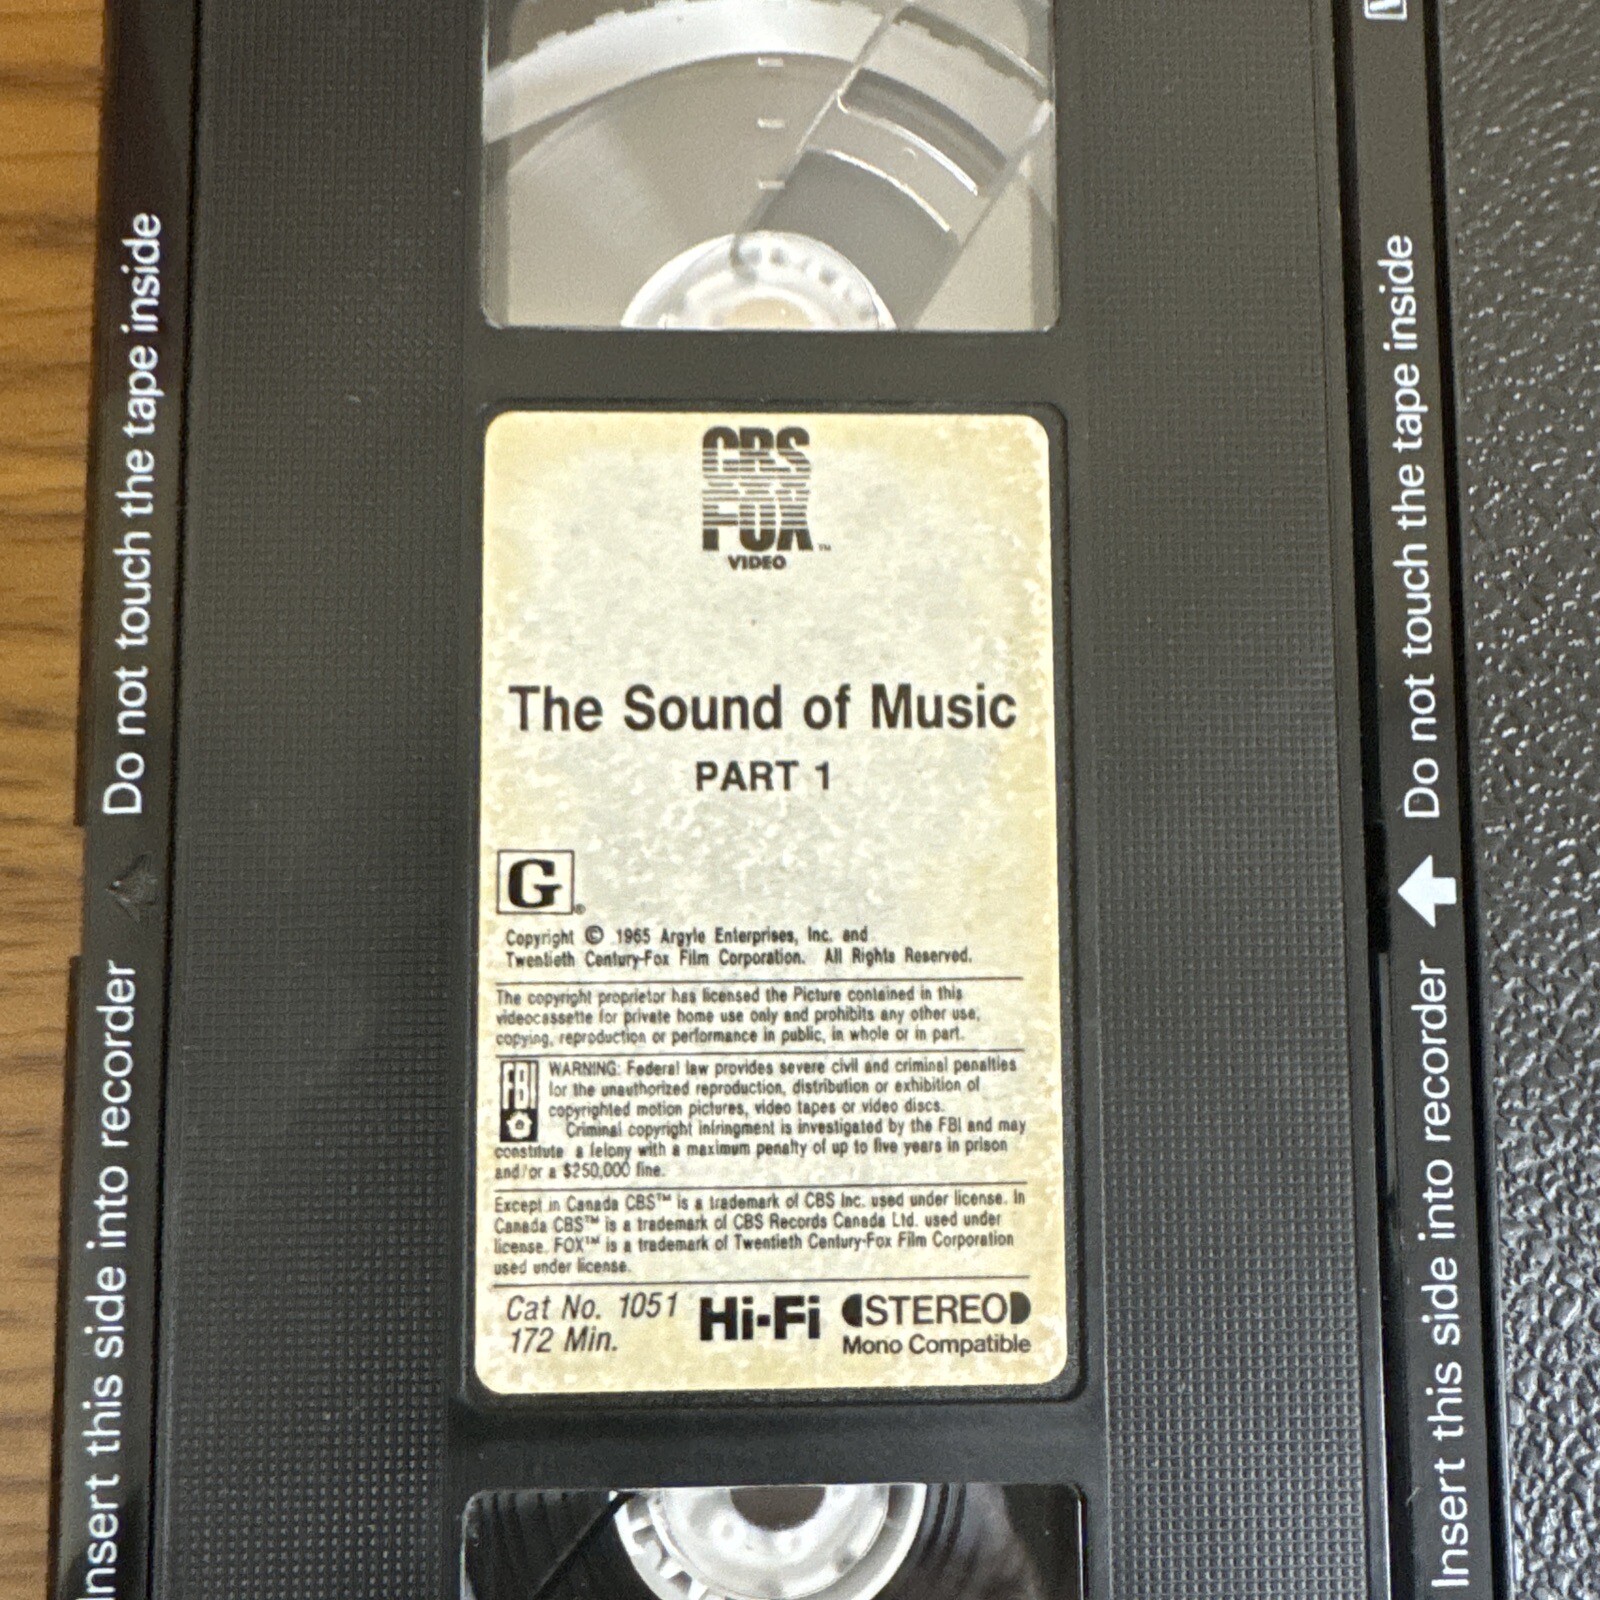 Do not touch the tape inside
Insert this side into recorder
CBS
FOX™
VIDEO
The Sound of Music
PART 1
G®
Copyright © 1965 Argyle Enterprises, Inc. and
Twentieth Century-Fox Film Corporation. All Rights Reserved.
The copyright proprietor has licensed the Picture contained in this
videocassette for private home use only and prohibits any other use,
copying, reproduction or performance in public, in whole or in part.
FBI
WARNING: Federal law provides severe civil and criminal penalties
for the unauthorized reproduction, distribution or exhibition of
copyrighted motion pictures, video tapes or video discs.
Criminal copyright infringment is investigated by the FBI and may
constitute a felony with a maximum penalty of up to five years in prison
and/or a $250,000 fine.
Except in Canada CBS™ is a trademark of CBS Inc. used under license. In
Canada CBS™ is a trademark of CBS Records Canada Ltd. used under
license. FOX™ is a trademark of Twentieth Century-Fox Film Corporation
used under license.
Cat No. 1051
172 Min.
Hi-Fi
STEREO
Mono Compatible
Do not touch the tape inside
Insert this side into recorder